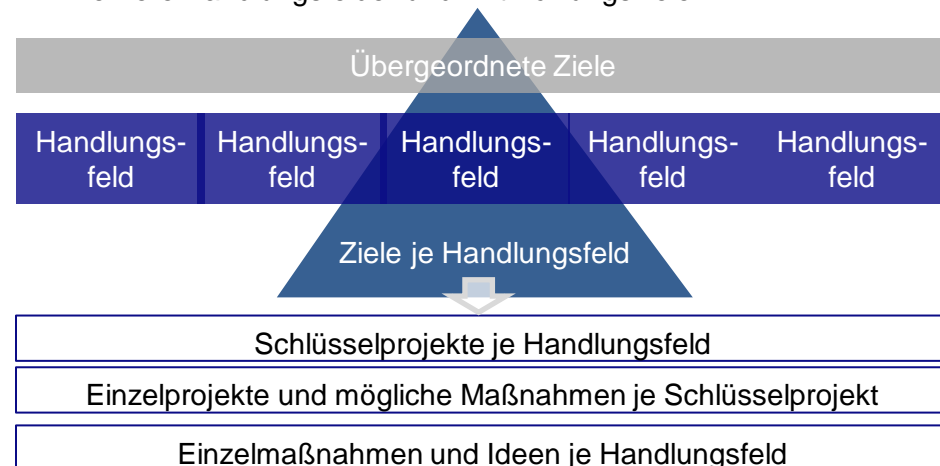 Übergeordnete Ziele
Handlungs-
feld
Handlungs-
feld
Handlungs-
feld
Handlungs-
feld
Handlungs-
feld
Ziele je Handlungsfeld
Schlüsselprojekte je Handlungsfeld
Einzelprojekte und mögliche Maßnahmen je Schlüsselprojekt
Einzelmaßnahmen und Ideen je Handlungsfeld